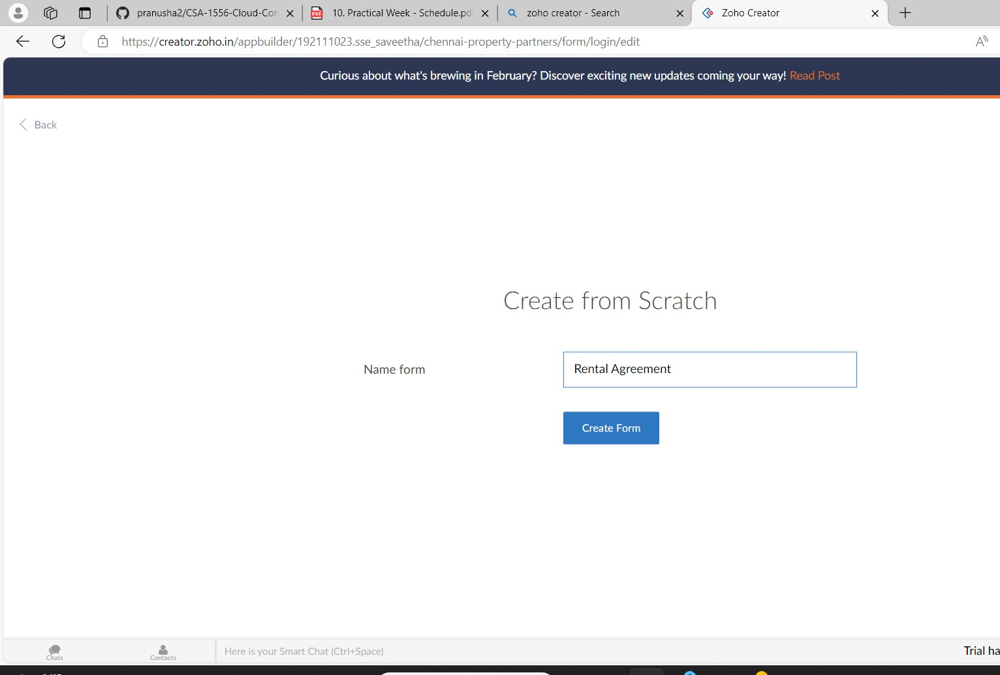 pranusha2/CSA-1556-Cloud-Con
10. Practical Week - Schedule.pdf
zoho creator - Search
Zoho Creator
https://creator.zoho.in/appbuilder/192111023.sse_saveetha/chennai-property-partners/form/login/edit
Curious about what's brewing in February? Discover exciting new updates coming your way! Read Post
Back
Create from Scratch
Name form
Rental Agreement
Create Form
Chats
Contacts
Here is your Smart Chat (Ctrl+Space)
Trial ha